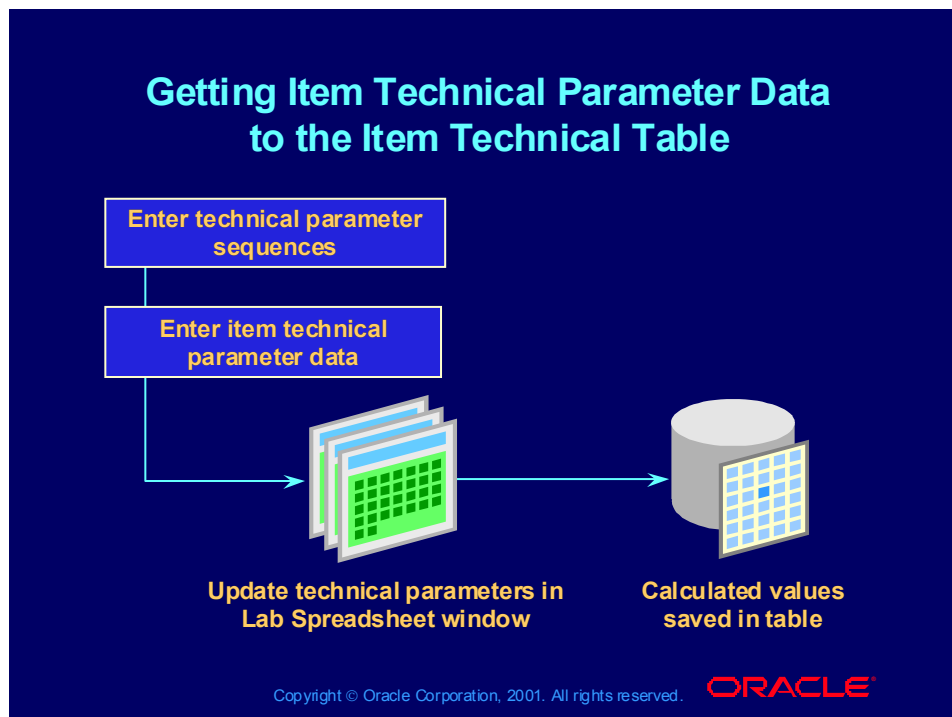 Getting Item Technical Parameter Data
to the Item Technical Table
Enter technical parameter
sequences
Enter item technical
parameter data
Update technical parameters in
Lab Spreadsheet window
Calculated values
saved in table
Copyright © Oracle Corporation, 2001. All rights reserved.
ORACLE®